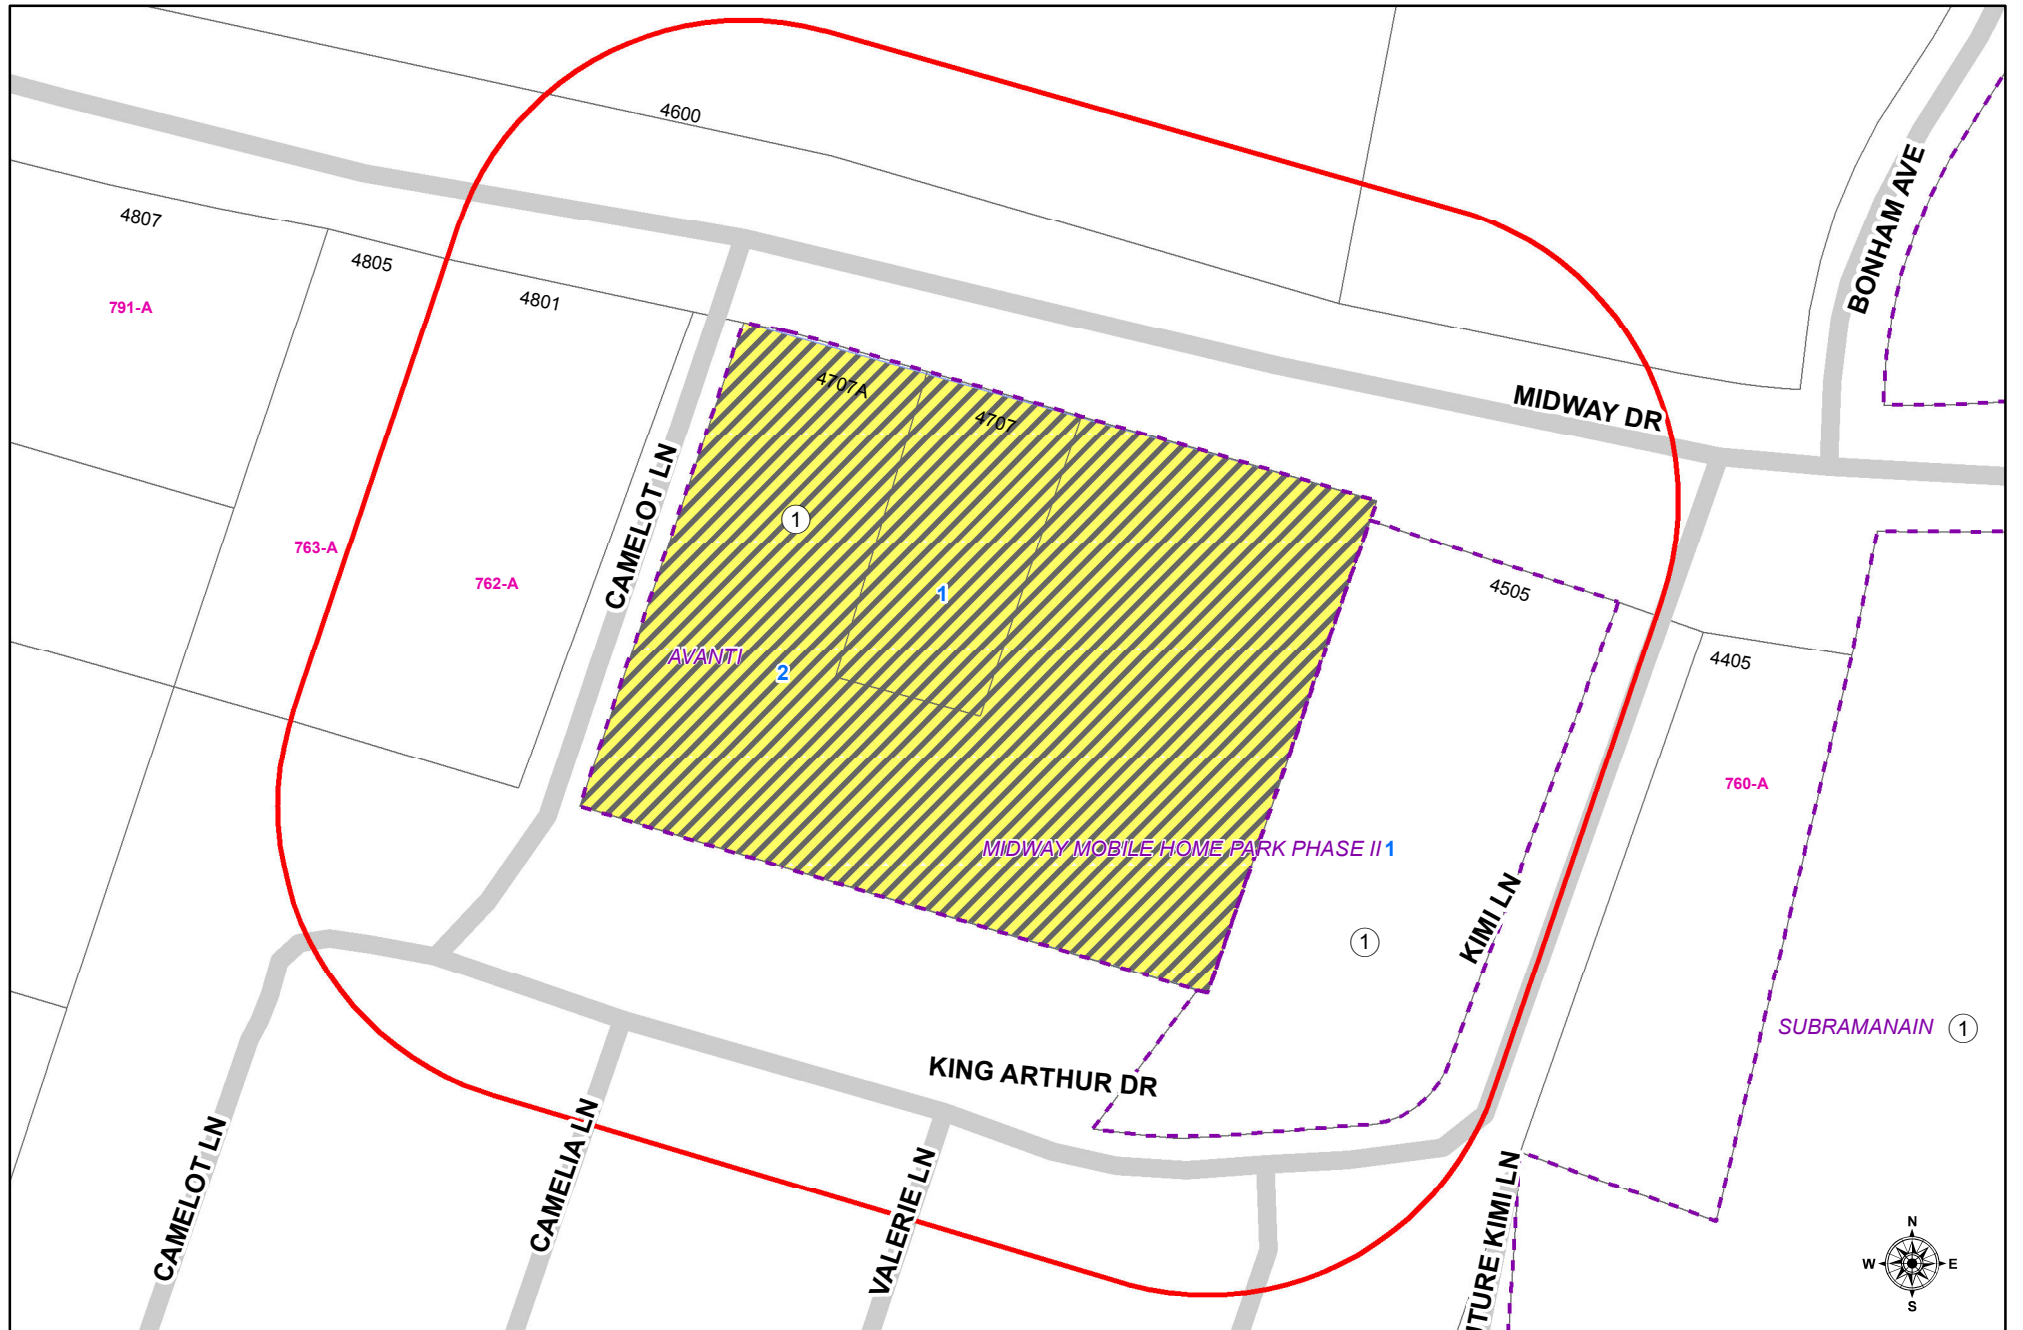 4600
4807
4805
4801
791-A
BONHAM AVE
MIDWAY DR
4707A
4707
CAMELOT LN
1
763-A
762-A
1
4505
AVANTI
2
4405
760-A
MIDWAY MOBILE HOME PARK PHASE II 1
KIMI LN
1
SUBRAMANAIN 1
KING ARTHUR DR
CAMELOT LN
CAMELIA LN
VALERIE LN
TURE KIMI LN
N
W E
S